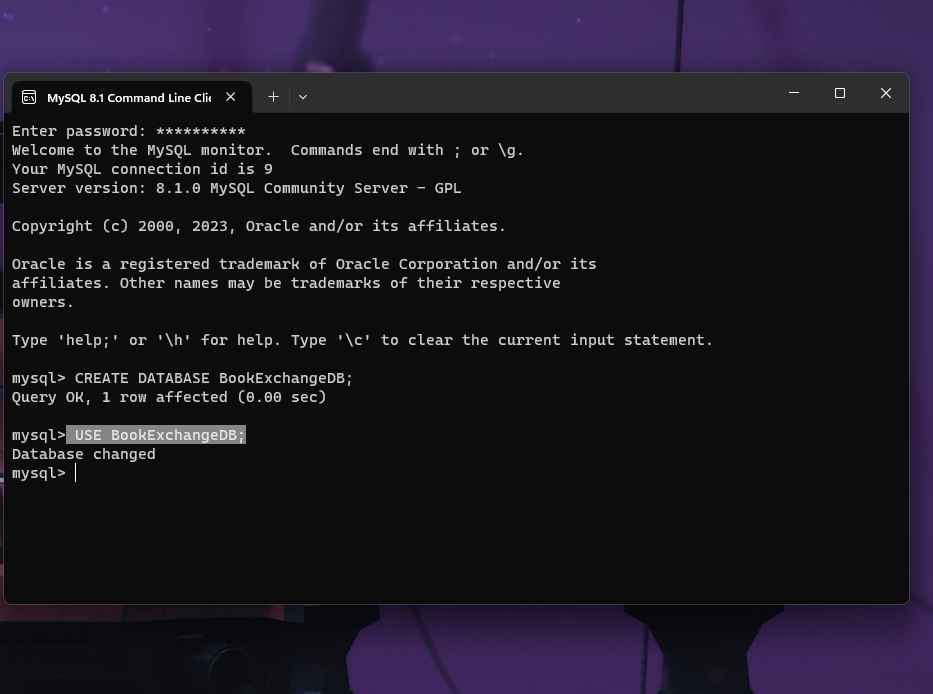 MySQL 8.1 Command Line Clie
Enter password: **********
Welcome to the MySQL monitor.  Commands end with ; or \g.
Your MySQL connection id is 9
Server version: 8.1.0 MySQL Community Server - GPL
Copyright (c) 2000, 2023, Oracle and/or its affiliates.
Oracle is a registered trademark of Oracle Corporation and/or its
affiliates. Other names may be trademarks of their respective
owners.
Type 'help;' or '\h' for help. Type '\c' to clear the current input statement.
mysql> CREATE DATABASE BookExchangeDB;
Query OK, 1 row affected (0.00 sec)
mysql> USE BookExchangeDB;
Database changed
mysql>